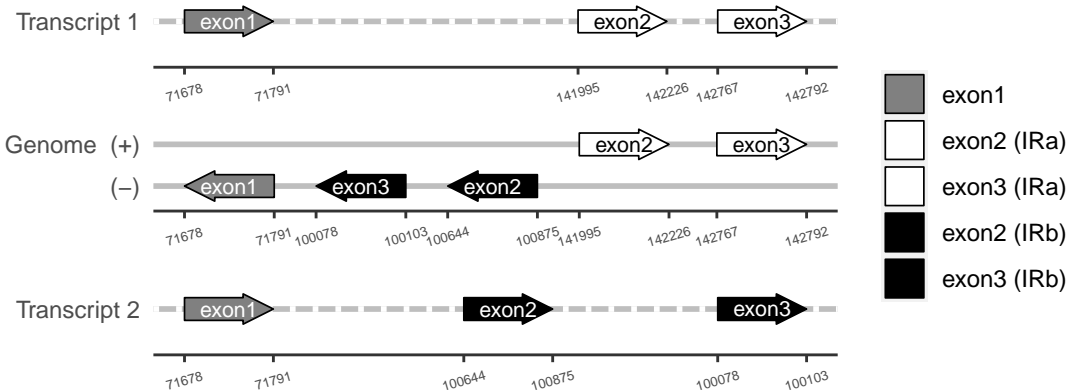 Transcript 1 exon1 exon2 exon3
71678 71791 141995 142226 142767 142792
Genome (+) exon2 exon3
(−) exon1 exon3 exon2
71678 71791 100078 100103 100644 100875 141995 142226 142767 142792
Transcript 2 exon1 exon2 exon3
71678 71791 100644 100875 100078 100103
exon1
exon2 (IRa)
exon3 (IRa)
exon2 (IRb)
exon3 (IRb)